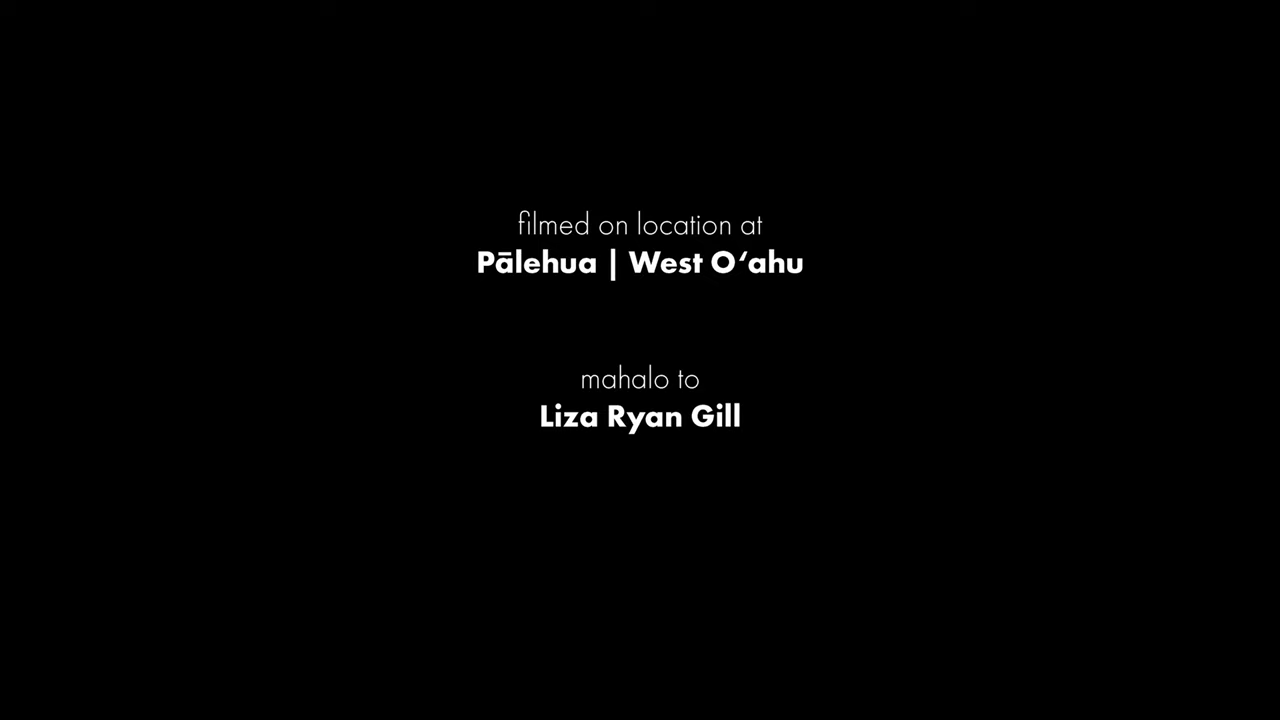 filmed on location at
Pālehua | West Oʻahu
mahalo to
Liza Ryan Gill